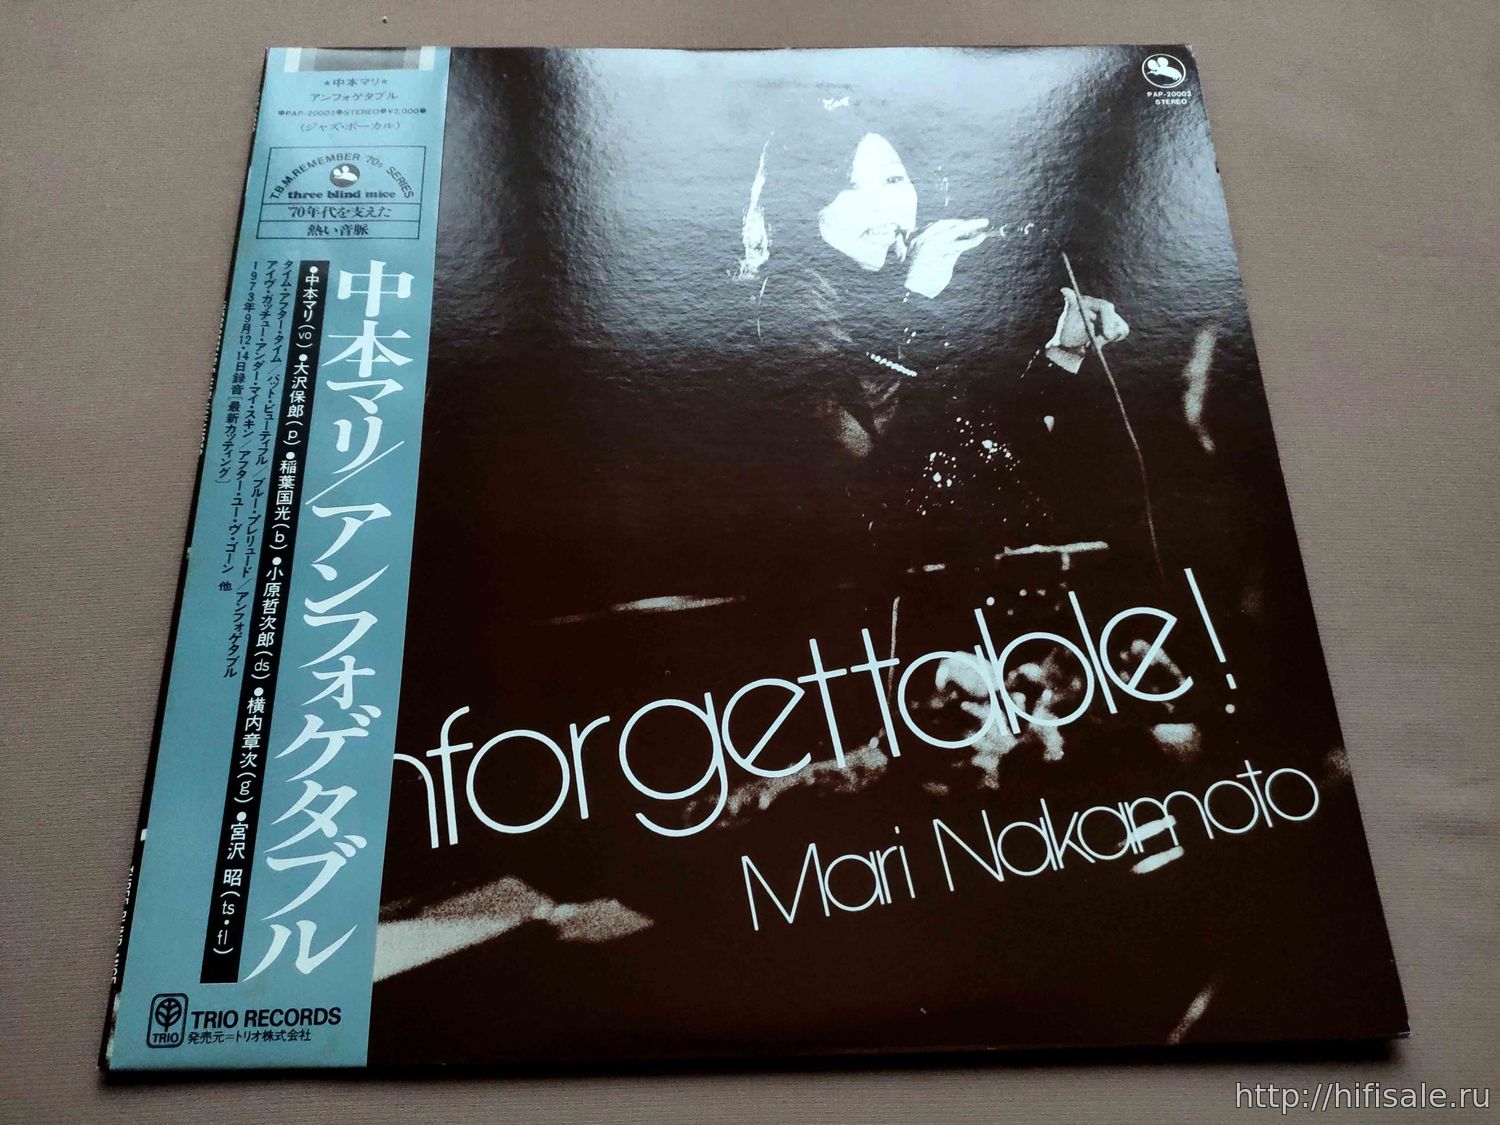 ★中本マリ★
アンフォゲタブル
●PAP-20002●STEREO●¥2,000●
(ジャズ・ボーカル)
T.B.M.REMEMBER '70s SERIES
three blind mice
'70年代を支えた
熱い音脈
中本マリ/アンフォゲタブル
●中本マリ(vo)●大沢保郎(p)●稲葉国光(b)●小原哲次郎(ds)●横内章次(g)●宮沢 昭(ts・fl)
タイム・アフター・タイム/バット・ビューティフル/ブルー・プレリュード/アンフォゲタブル
アイヴ・ガッチュー・アンダー・マイ・スキン/アフター・ユー・ヴ・ゴーン 他
1973年9月12・14日録音[最新カッティング]
TRIO
TRIO RECORDS
発売元=トリオ株式会社
PAP-20002
STEREO
nforgettable!
Mari Nakamoto
http://hifisale.ru